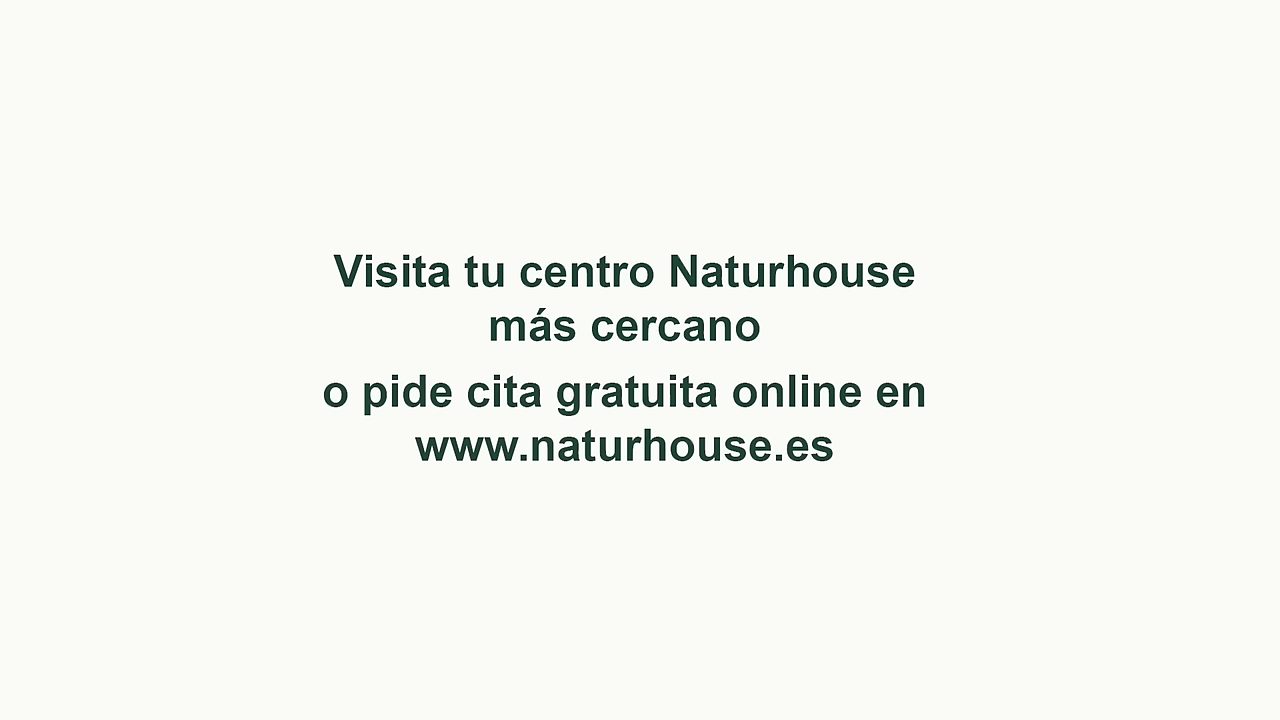 Visita tu centro Naturhouse
más cercano
o pide cita gratuita online en
www.naturhouse.es